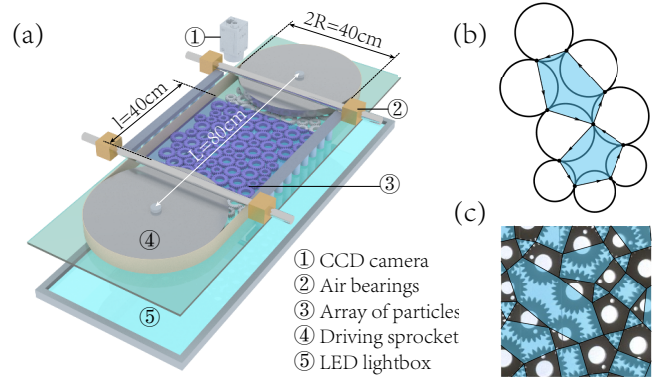 (a)
①
2R=40cm
l=40cm
L=80cm
②
③
④
⑤
① CCD camera
② Air bearings
③ Array of particles
④ Driving sprocket
⑤ LED lightbox
(b)
(c)